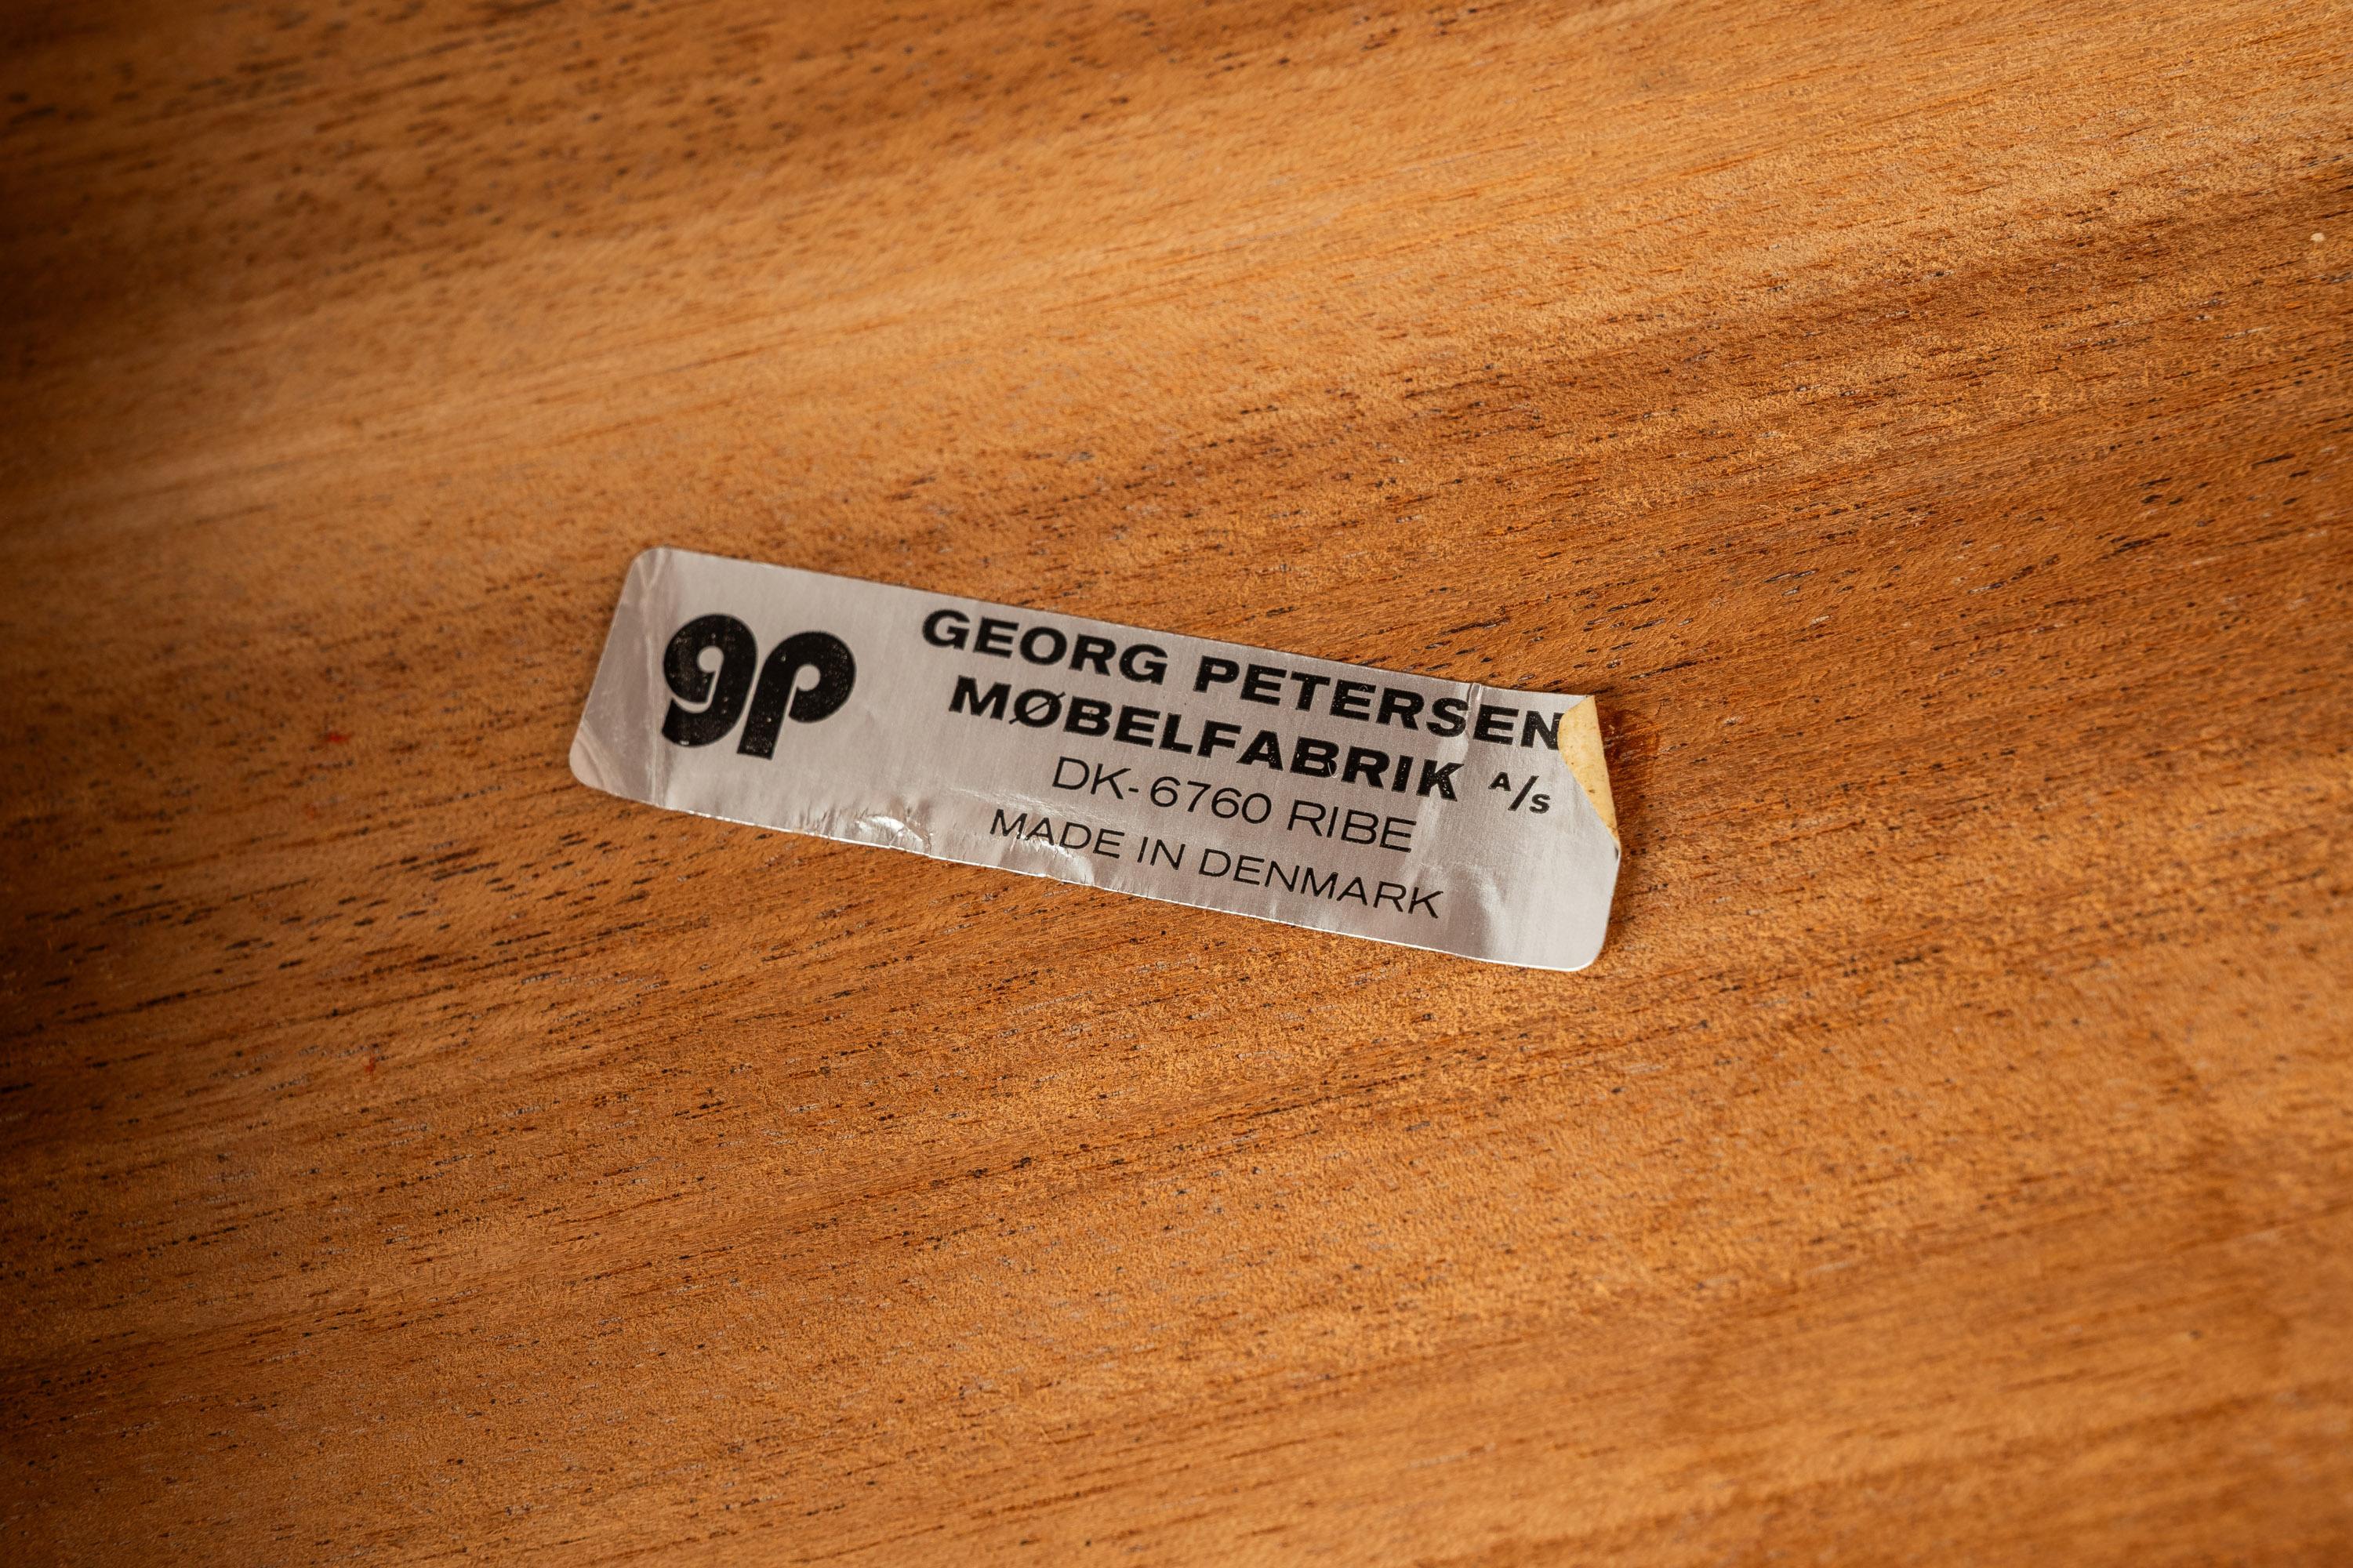 gp
GEORG PETERSEN
MØBELFABRIK A/S
DK-6760 RIBE
MADE IN DENMARK